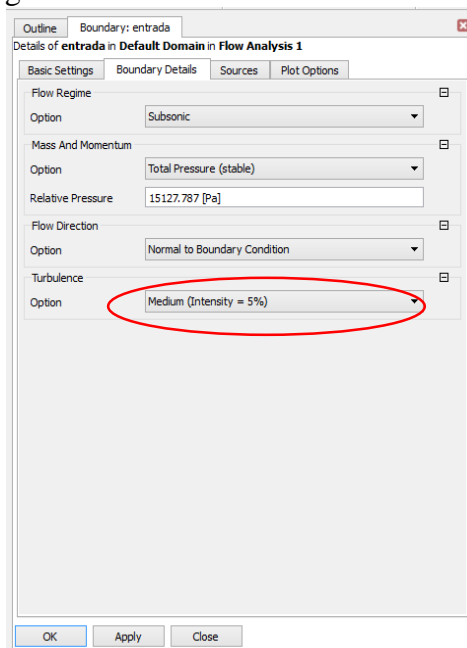 Outline Boundary: entrada
Details of entrada in Default Domain in Flow Analysis 1
Basic Settings Boundary Details Sources Plot Options
Flow Regime
Option Subsonic
Mass And Momentum
Option Total Pressure (stable)
Relative Pressure 15127.787 [Pa]
Flow Direction
Option Normal to Boundary Condition
Turbulence
Option Medium (Intensity = 5%)
OK Apply Close